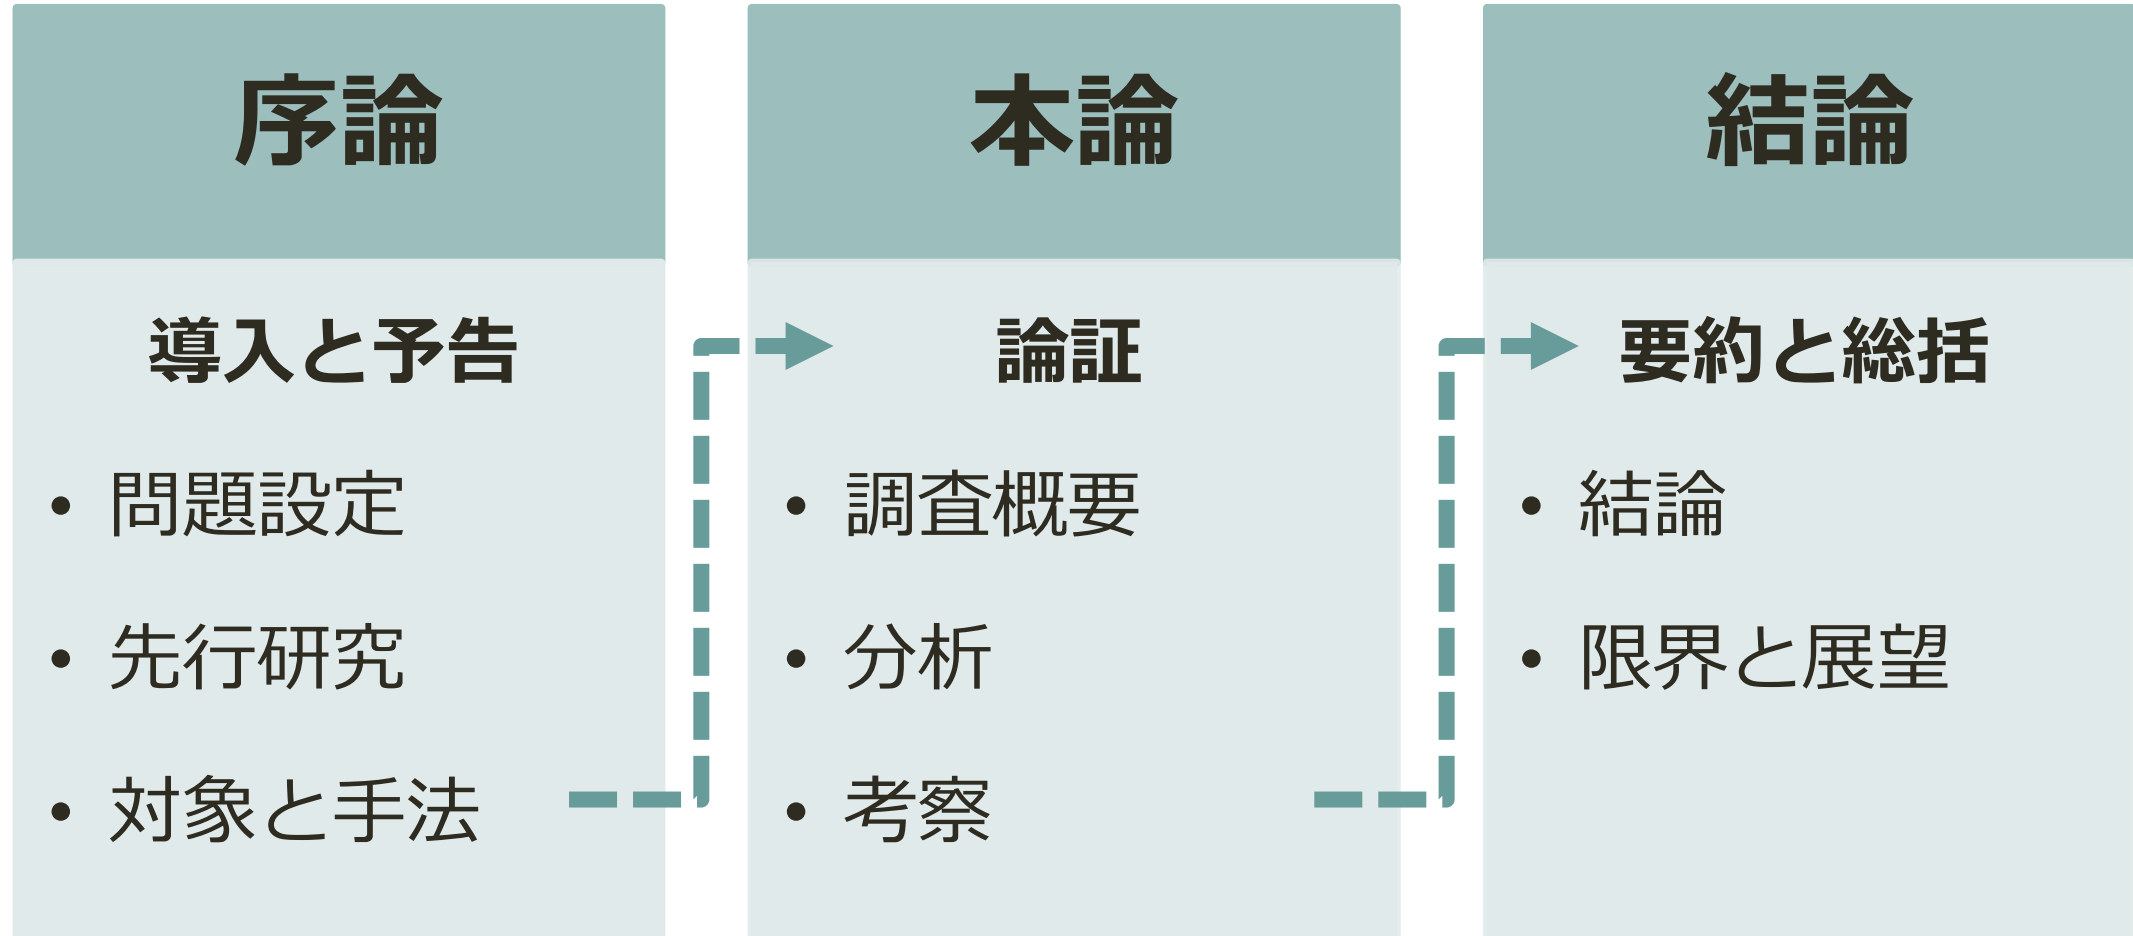 序論
導入と予告
• 問題設定
• 先行研究
• 対象と手法
本論
論証
• 調査概要
• 分析
• 考察
結論
要約と総括
• 結論
• 限界と展望